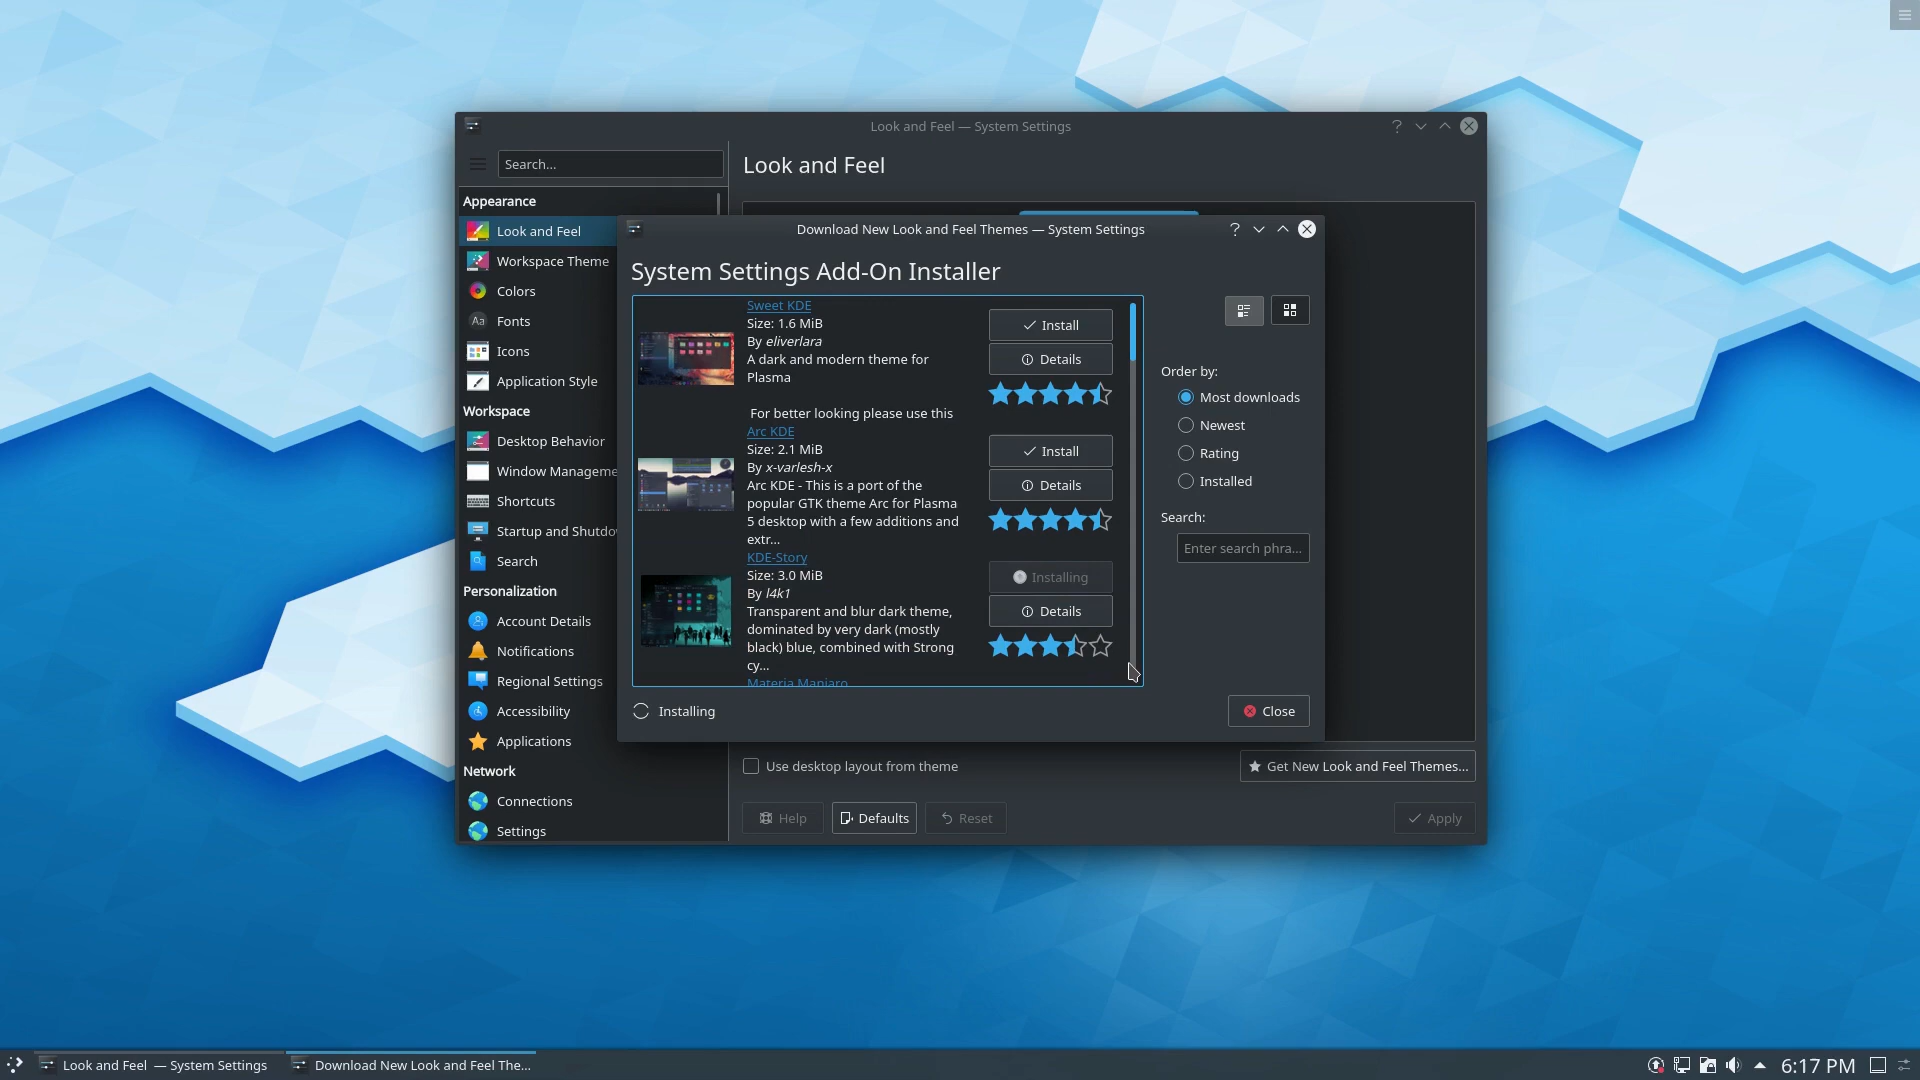 Look and Feel — System Settings
Search...
Look and Feel
Appearance
Look and Feel
Workspace Theme
Colors
Fonts
Icons
Application Style
Workspace
Desktop Behavior
Window Manageme
Shortcuts
Startup and Shutdo
Search
Personalization
Account Details
Notifications
Regional Settings
Accessibility
Applications
Network
Connections
Settings
Download New Look and Feel Themes — System Settings
System Settings Add-On Installer
Sweet KDE
Size: 1.6 MiB
By eliverlara
A dark and modern theme for
Plasma
For better looking please use this
Install
Details
Arc KDE
Size: 2.1 MiB
By x-varlesh-x
Arc KDE - This is a part of the
popular GTK theme Arc for Plasma
5 desktop with a few additions and
extr...
Install
Details
KDE-Story
Size: 3.0 MiB
By l4k1
Transparent and blur dark theme,
dominated by very dark (mostly
black) blue, combined with Strong
cy...
Installing
Details
Materia Manjaro
Order by:
Most downloads
Newest
Rating
Installed
Search:
Enter search phra...
Installing
Close
Use desktop layout from theme
Get New Look and Feel Themes...
Help
Defaults
Reset
Apply
Look and Feel — System Settings
Download New Look and Feel The...
6:17 PM